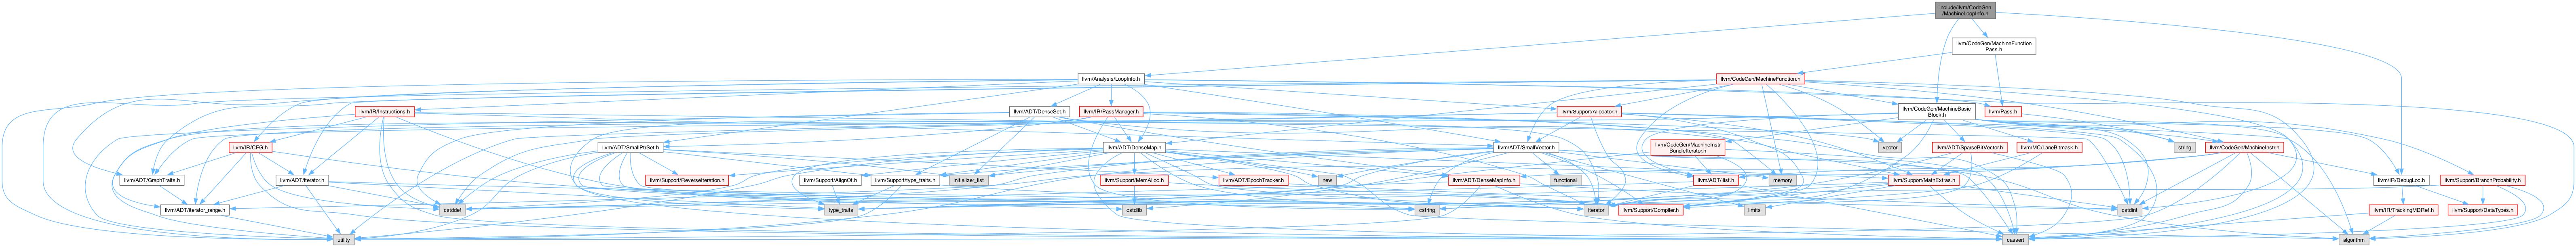 include/llvm/CodeGen
/MachineLoopInfo.h
llvm/CodeGen/MachineFunction
Pass.h
llvm/Analysis/LoopInfo.h
llvm/CodeGen/MachineFunction.h
llvm/IR/Instructions.h
llvm/ADT/DenseSet.h
llvm/IR/PassManager.h
llvm/Support/Allocator.h
llvm/CodeGen/MachineBasic
Block.h
llvm/Pass.h
llvm/IR/CFG.h
llvm/ADT/SmallPtrSet.h
llvm/ADT/DenseMap.h
llvm/ADT/SmallVector.h
llvm/CodeGen/MachineInstr
BundleIterator.h
vector
llvm/ADT/SparseBitVector.h
llvm/MC/LaneBitmask.h
string
llvm/CodeGen/MachineInstr.h
llvm/ADT/GraphTraits.h
llvm/ADT/iterator.h
llvm/Support/ReverseIteration.h
llvm/Support/AlignOf.h
llvm/Support/type_traits.h
initializer_list
llvm/Support/MemAlloc.h
llvm/ADT/EpochTracker.h
new
llvm/ADT/DenseMapInfo.h
functional
memory
llvm/ADT/ilist.h
llvm/Support/MathExtras.h
llvm/IR/DebugLoc.h
llvm/Support/BranchProbability.h
llvm/ADT/iterator_range.h
cstddef
type_traits
cstdlib
cstring
iterator
llvm/Support/Compiler.h
limits
cstdint
llvm/IR/TrackingMDRef.h
llvm/Support/DataTypes.h
utility
cassert
algorithm